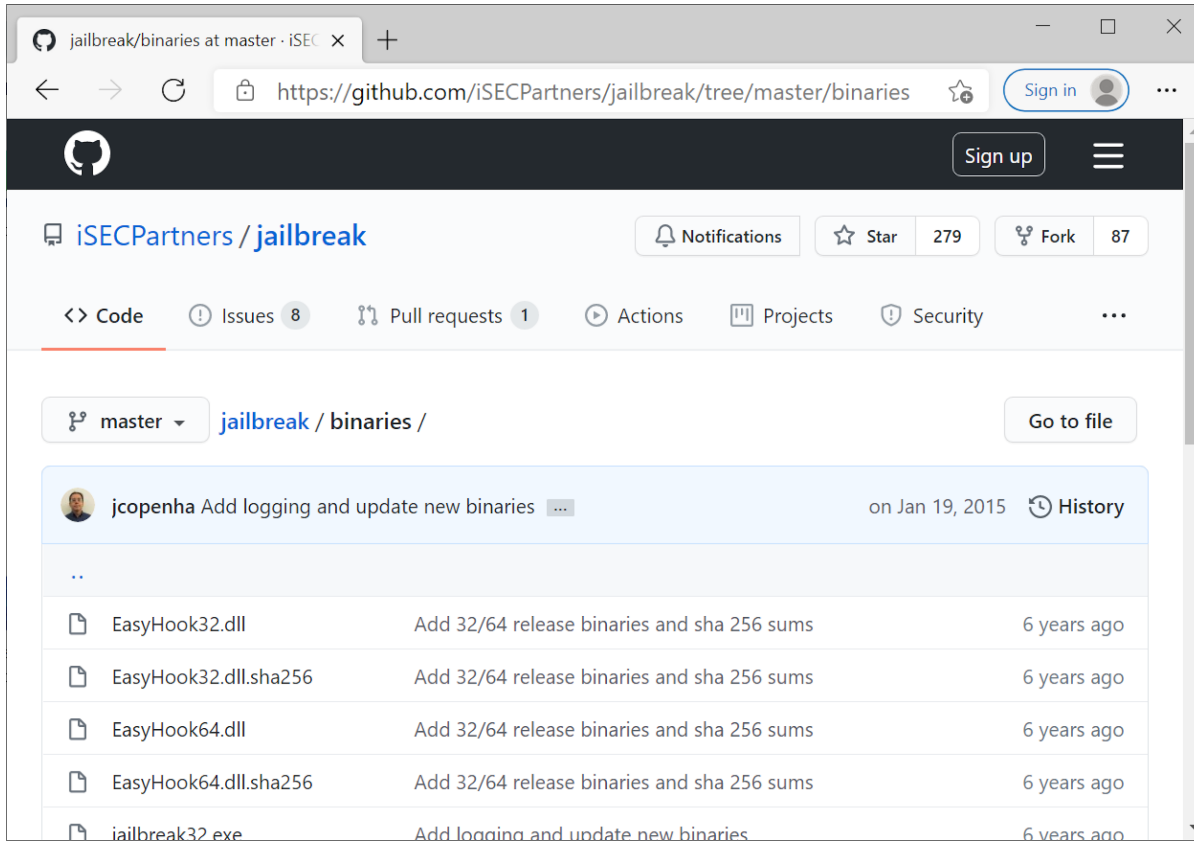 jailbreak/binaries at master · iSEC
https://github.com/iSECPartners/jailbreak/tree/master/binaries
Sign in
Sign up
iSECPartners / jailbreak
Notifications
Star 279
Fork 87
Code
Issues 8
Pull requests 1
Actions
Projects
Security
master
jailbreak / binaries /
Go to file
jcopenha Add logging and update new binaries ... on Jan 19, 2015 History
..
EasyHook32.dll Add 32/64 release binaries and sha 256 sums 6 years ago
EasyHook32.dll.sha256 Add 32/64 release binaries and sha 256 sums 6 years ago
EasyHook64.dll Add 32/64 release binaries and sha 256 sums 6 years ago
EasyHook64.dll.sha256 Add 32/64 release binaries and sha 256 sums 6 years ago
jailbreak32.exe Add logging and update new binaries 6 years ago